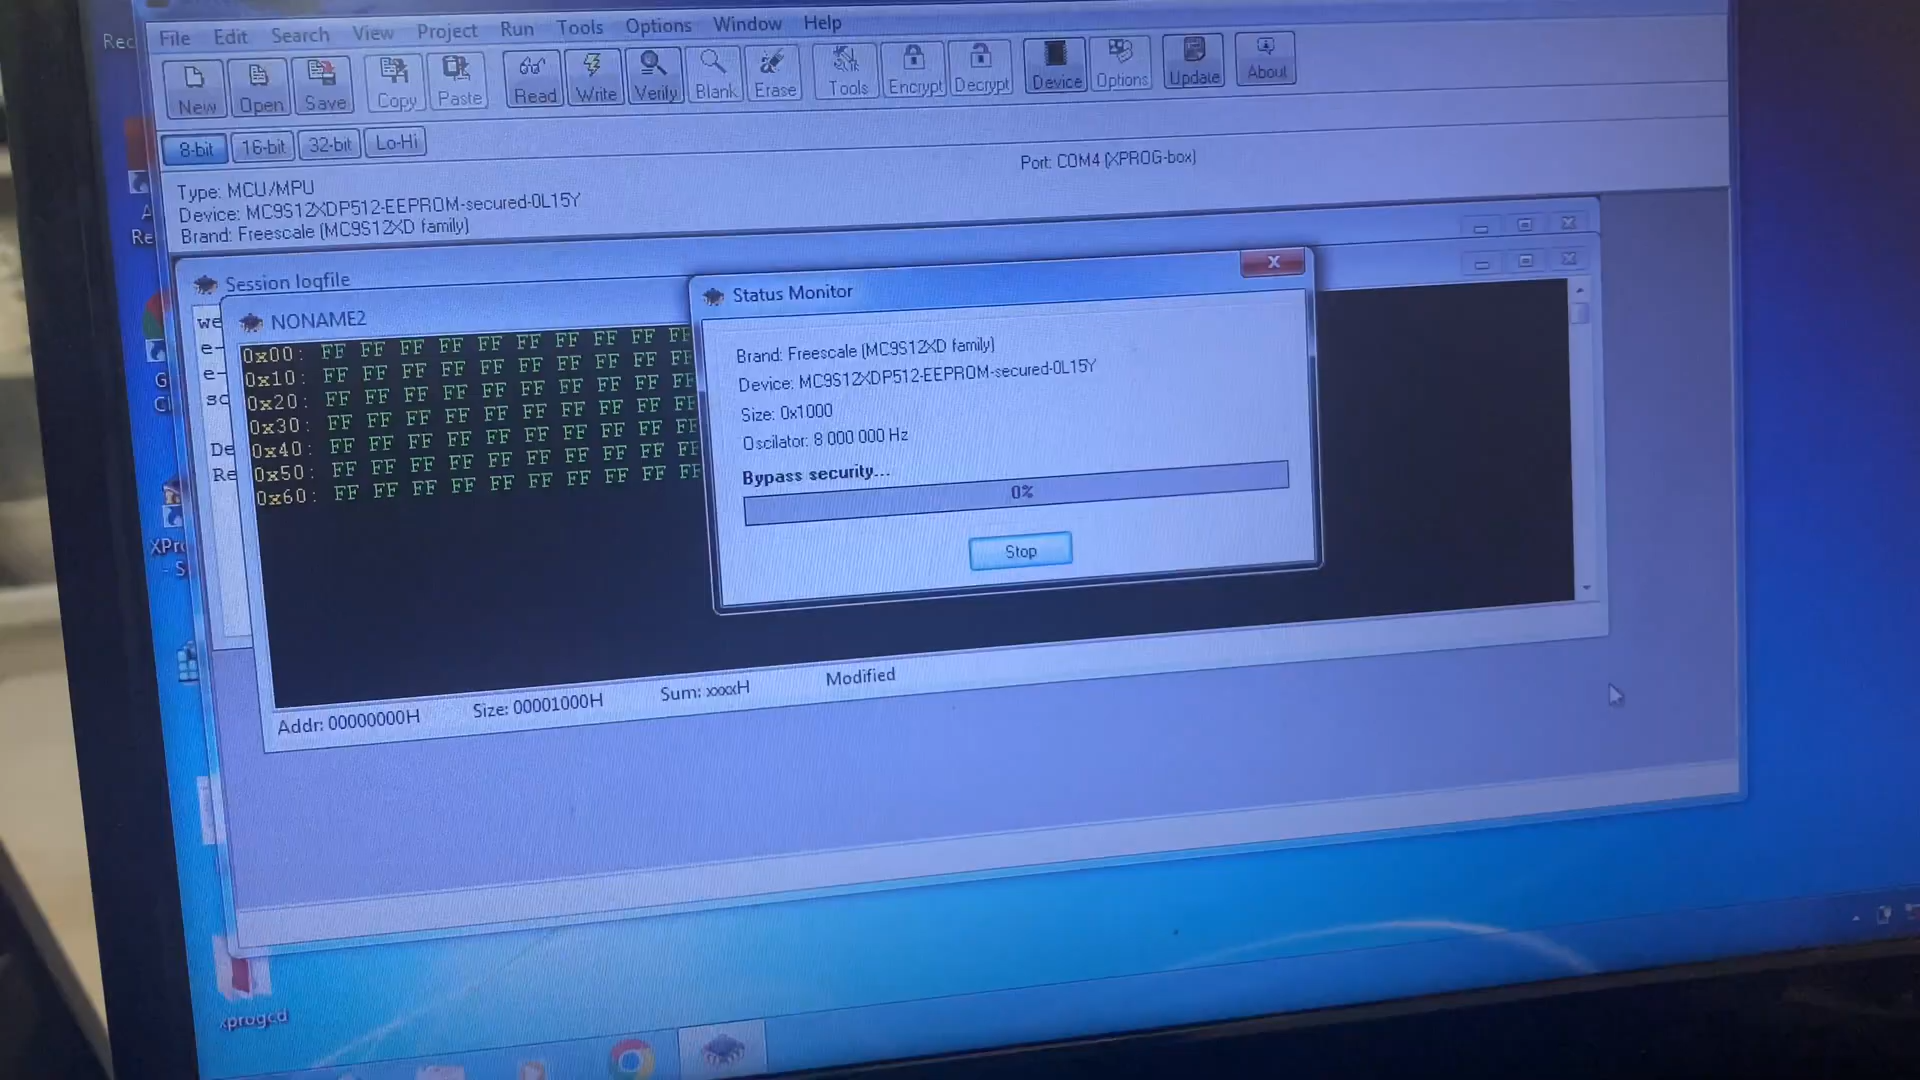 Rec
File Edit Search View Project Run Tools Options Window Help
New Open Save Copy Paste Read Write Verify Blank Erase Tools Encrypt Decrypt Device Options Update About
8-bit 16-bit 32-bit Lo-Hi
Port: COM4 (XPROG-box)
Type: MCU/MPU
Device: MC9S12XDP512-EEPROM-secured-0L15Y
Brand: Freescale (MC9S12XD family)
A
Re
Session logfile
we
e-
e-
sc
De
Re
NONAME2
0x00: FF FF FF FF FF FF FF FF FF FF
0x10: FF FF FF FF FF FF FF FF FF FF
0x20: FF FF FF FF FF FF FF FF FF FF
0x30: FF FF FF FF FF FF FF FF FF FF
0x40: FF FF FF FF FF FF FF FF FF FF
0x50: FF FF FF FF FF FF FF FF FF FF
0x60: FF FF FF FF FF FF FF FF FF FF
Status Monitor
Brand: Freescale (MC9S12XD family)
Device: MC9S12XDP512-EEPROM-secured-0L15Y
Size: 0x1000
Oscilator: 8 000 000 Hz
Bypass security...
0%
Stop
Addr: 00000000H Size: 00001000H Sum: xxxxH Modified
G
XPr
- S
xprogcd